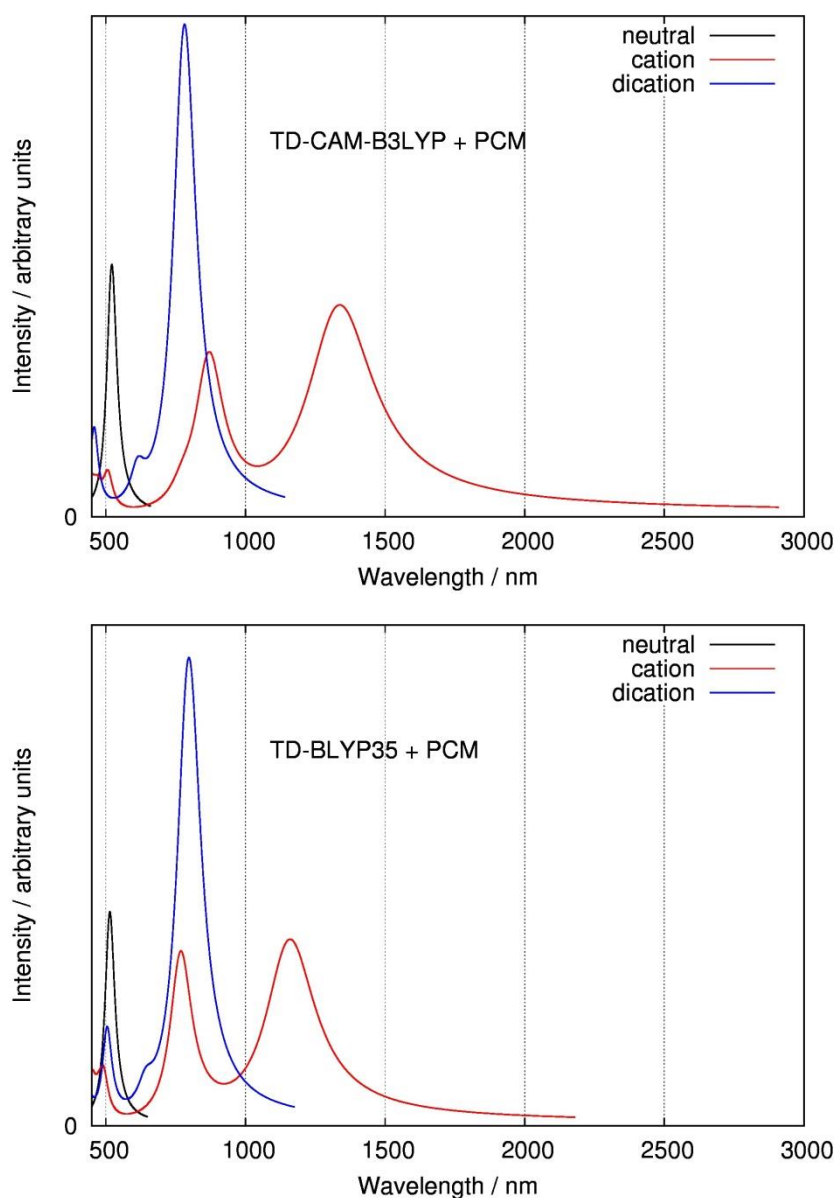 neutral
cation
dication
TD-CAM-B3LYP + PCM
Intensity / arbitrary units
0
500 1000 1500 2000 2500 3000
Wavelength / nm
neutral
cation
dication
TD-BLYP35 + PCM
Intensity / arbitrary units
0
500 1000 1500 2000 2500 3000
Wavelength / nm